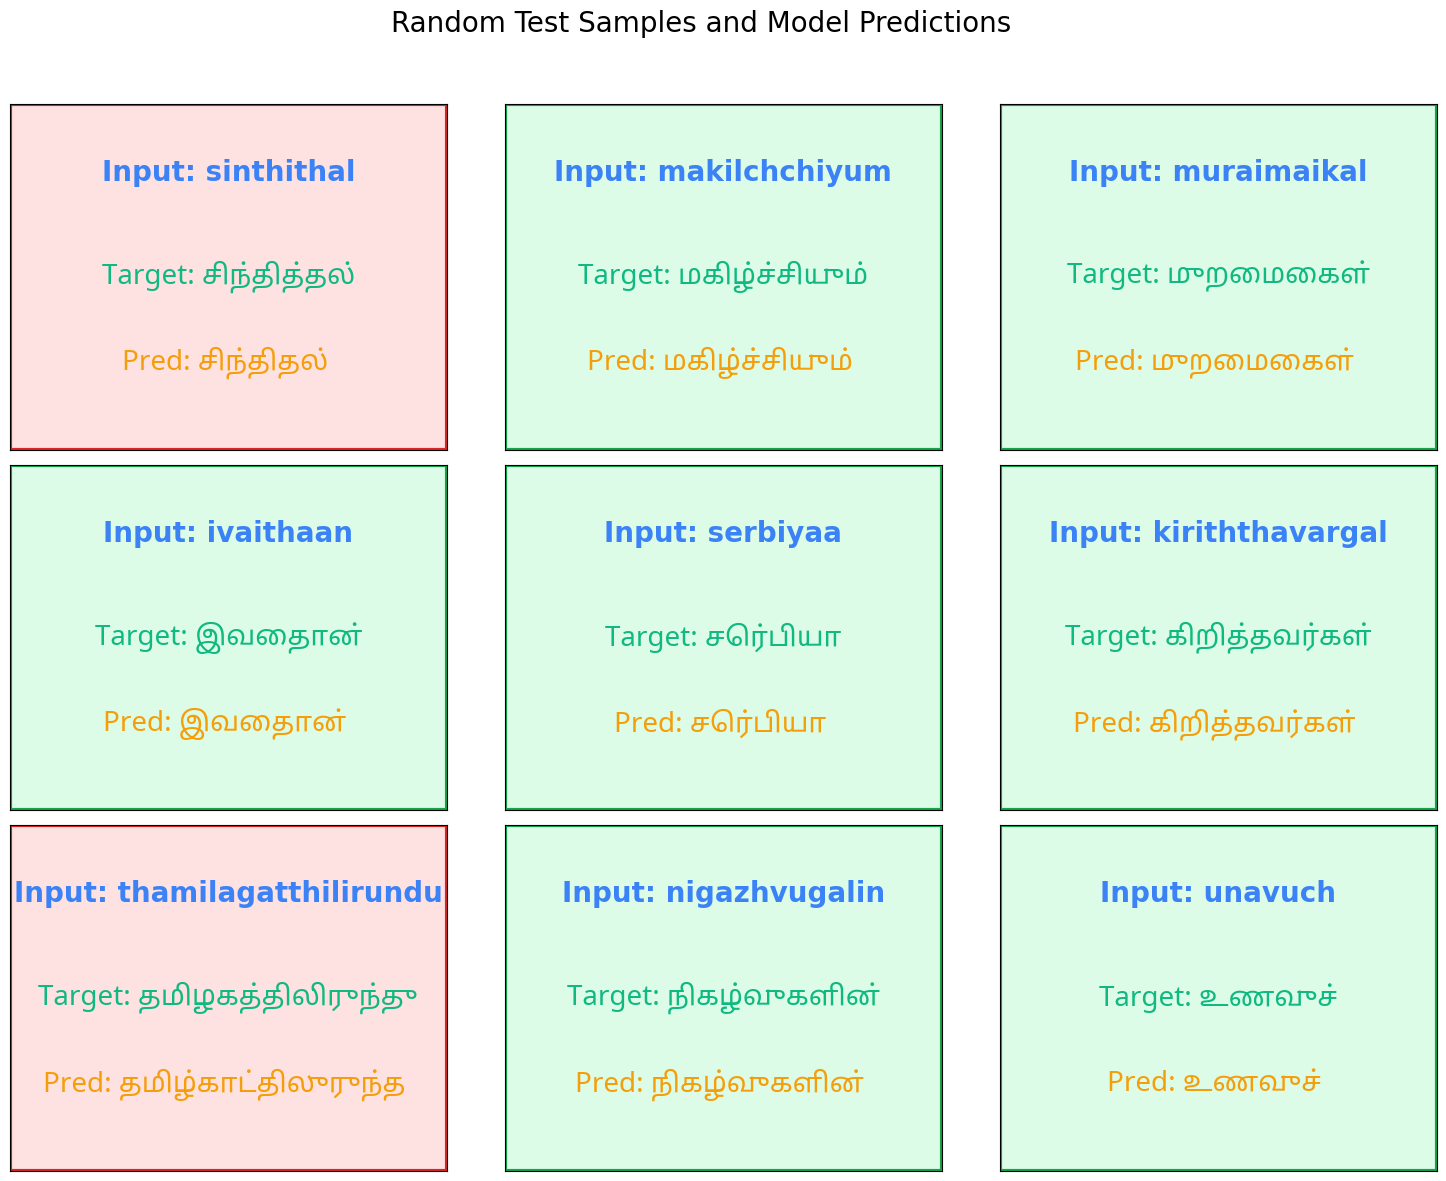 Random Test Samples and Model Predictions
Input: sinthithal
Target: சிந்தித்தல்
Pred: சிந்திதல்
Input: makilchchiyum
Target: மகிழ்ச்சியும்
Pred: மகிழ்ச்சியும்
Input: muraimaikal
Target: முறைமைகள்
Pred: முறைமைகள்
Input: ivaithaan
Target: இவைதான்
Pred: இவைதான்
Input: serbiyaa
Target: செர்பியா
Pred: செர்பியா
Input: kiriththavargal
Target: கிறித்தவர்கள்
Pred: கிறித்தவர்கள்
Input: thamilagatthilirundu
Target: தமிழகத்திலிருந்து
Pred: தமிழ்காட்திலுருந்த
Input: nigazhvugalin
Target: நிகழ்வுகளின்
Pred: நிகழ்வுகளின்
Input: unavuch
Target: உணவுச்
Pred: உணவுச்